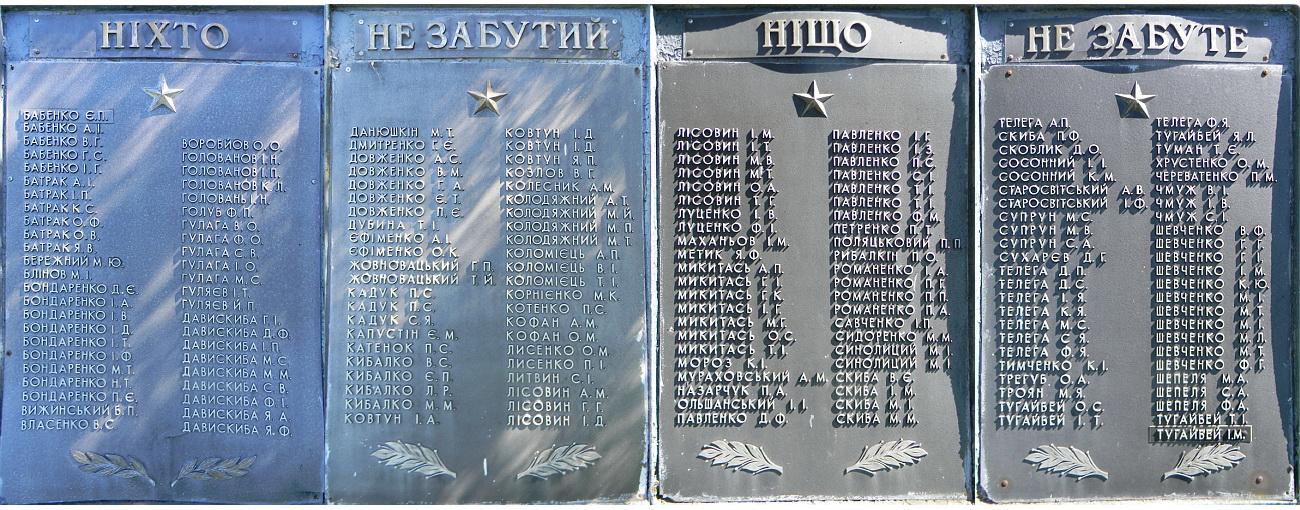 НІХТО
БАБЕНКО Є.П.
БАБЕНКО А.І.
БАБЕНКО В.Г.
БАБЕНКО Г.С.
БАБЕНКО І.Г.
БАТРАК А.І.
БАТРАК І.П.
БАТРАК К.С.
БАТРАК О.Ф.
БАТРАК О.В.
БАТРАК Я.В.
БЕРЕЖНИЙ М.Ю.
БЛІНОВ М.І.
БОНДАРЕНКО Д.Є.
БОНДАРЕНКО І.А.
БОНДАРЕНКО І.В.
БОНДАРЕНКО І.Д.
БОНДАРЕНКО І.Т.
БОНДАРЕНКО І.Ф.
БОНДАРЕНКО М.Т.
БОНДАРЕНКО Н.Т.
БОНДАРЕНКО П.Є.
ВИЖИНСЬКИЙ В.П.
ВЛАСЕНКО В.С.
ВОРОБЙОВ О.О.
ГОЛОВАНОВ І.Н.
ГОЛОВАНОВ І.П.
ГОЛОВАНОВ К.Л.
ГОЛОВАНЬ І.Н.
ГОЛУБ Ф.П.
ГУЛАГА В.О.
ГУЛАГА Ф.О.
ГУЛАГА С.В.
ГУЛАГА І.О.
ГУЛАГА М.С.
ГУЛЯЄВ І.Т.
ГУЛЯЄВ И.П.
ДАВИСКИБА Г.І.
ДАВИСКИБА Д.Ф.
ДАВИСКИБА І.П.
ДАВИСКИБА М.С.
ДАВИСКИБА М.М.
ДАВИСКИБА С.В.
ДАВИСКИБА Ф.І.
ДАВИСКИБА Я.А.
ДАВИСКИБА Я.Ф.
НЕ ЗАБУТИЙ
ДАНЮШКІН М.Т.
ДМИТРЕНКО Г.Є.
ДОВЖЕНКО А.С.
ДОВЖЕНКО В.М.
ДОВЖЕНКО Г.А.
ДОВЖЕНКО Є.Т.
ДОВЖЕНКО П.Є.
ДУБИНА Т.І.
ЄФІМЕНКО А.І.
ЄФІМЕНКО О.К.
ЖОВНОВАЦЬКИЙ Г.П.
ЖОВНОВАЦЬКИЙ Т.Й.
КАДУК П.С.
КАДУК П.С.
КАДУК С.Я.
КАПУСТІН Є.М.
КАТЕНОК П.С.
КИБАЛКО В.С.
КИБАЛКО Є.П.
КИБАЛКО Л.Р.
КИБАЛКО М.М.
КОВТУН І.А.
КОВТУН І.Д.
КОВТУН І.Д.
КОВТУН Я.П.
КОЗЛОВ В.Г.
КОЛЕСНИК А.М.
КОЛОДЯЖНИЙ А.Т.
КОЛОДЯЖНИЙ М.Й.
КОЛОДЯЖНИЙ М.П.
КОЛОДЯЖНИЙ М.Т.
КОЛОМІЄЦЬ А.П.
КОЛОМІЄЦЬ В.І.
КОЛОМІЄЦЬ Т.І.
КОРНІЄНКО М.К.
КОТЕНКО П.С.
КОФАН А.М.
КОФАН О.М.
ЛИСЕНКО О.М.
ЛИСЕНКО П.І.
ЛИТВИН С.І.
ЛІСОВИН А.М.
ЛІСОВИН Г.Г.
ЛІСОВИН І.Д.
НІЩО
ЛІСОВИН І.М.
ЛІСОВИН І.Т.
ЛІСОВИН М.В.
ЛІСОВИН М.Т.
ЛІСОВИН О.А.
ЛІСОВИН О.Г.
ЛУЦЕНКО І.В.
ЛУЦЕНКО Ф.І.
МАХАНЬОВ І.М.
МЕТИК Я.Ф.
МИКИТАСЬ А.П.
МИКИТАСЬ Г.І.
МИКИТАСЬ Г.К.
МИКИТАСЬ І.К.
МИКИТАСЬ М.Г.
МИКИТАСЬ О.С.
МИКИТАСЬ Т.Г.
МОРОЗ К.І.
МУРАХОВСЬКИЙ А.М.
НАЗАРЧУК П.А.
ОЛЬШАНСЬКИЙ І.І.
ПАВЛЕНКО Д.Ф.
ПАВЛЕНКО І.Г.
ПАВЛЕНКО І.З.
ПАВЛЕНКО П.С.
ПАВЛЕНКО С.Т.
ПАВЛЕНКО Т.І.
ПАВЛЕНКО Т.І.
ПАВЛЕНКО Ф.М.
ПЕТРЕНКО П.Т.
ПОЛЯЦЬКОВИЙ П.П.
РИБАЛКІН П.О.
РОМАНЕНКО Г.А.
РОМАНЕНКО Г.П.
РОМАНЕНКО П.П.
РОМАНЕНКО П.А.
САВЧЕНКО І.П.
СИДОРЕНКО М.М.
СИНОЛИЦИЙ І.І.
СИНОЛИЦИЙ М.І.
СКИБА В.Є.
СКИБА І.М.
СКИБА М.І.
СКИБА М.М.
НЕ ЗАБУТЕ
ТЕЛЕГА А.П.
СКИБА П.Ф.
СКОВЛИК Д.О.
СОСОННИЙ К.І.
СОСОННИЙ К.М.
СТАРОСВІТСЬКИЙ А.В.
СТАРОСВІТСЬКИЙ І.Ф.
СУПРУН М.С.
СУПРУН М.В.
СУПРУН С.А.
СУХАРЄВ Д.Г.
ТЕЛЕГА Д.П.
ТЕЛЕГА Д.С.
ТЕЛЕГА І.Я.
ТЕЛЕГА К.Я.
ТЕЛЕГА М.С.
ТЕЛЕГА С.Я.
ТЕЛЕГА Ф.Я.
ТИМЧЕНКО К.І.
ТРЕГУБ О.А.
ТРОЯН М.Я.
ТУГАЙБЕЙ О.С.
ТУГАЙБЕЙ І.Т.
ТЕЛЕГА Ф.Я.
ТУГАЙБЕЙ Я.Л.
ТУМАН Г.Є.
ХРУСТЕНКО О.М.
ЧЕРЕВАТЕНКО П.М.
ЧМУЖ В.І.
ЧМУЖ І.В.
ЧМУЖ Є.І.
ШЕВЧЕНКО В.Ф.
ШЕВЧЕНКО Г.Г.
ШЕВЧЕНКО І.І.
ШЕВЧЕНКО І.М.
ШЕВЧЕНКО К.Ю.
ШЕВЧЕНКО М.Т.
ШЕВЧЕНКО М.Г.
ШЕВЧЕНКО М.І.
ШЕВЧЕНКО М.Л.
ШЕВЧЕНКО М.Т.
ШЕВЧЕНКО Ф.Г.
ШЕПЕЛЯ М.А.
ШЕПЕЛЯ С.А.
ШЕПЕЛЯ Ф.А.
ТУГАЙБЕЙ Г.Т.
ТУГАЙБЕЙ І.М.